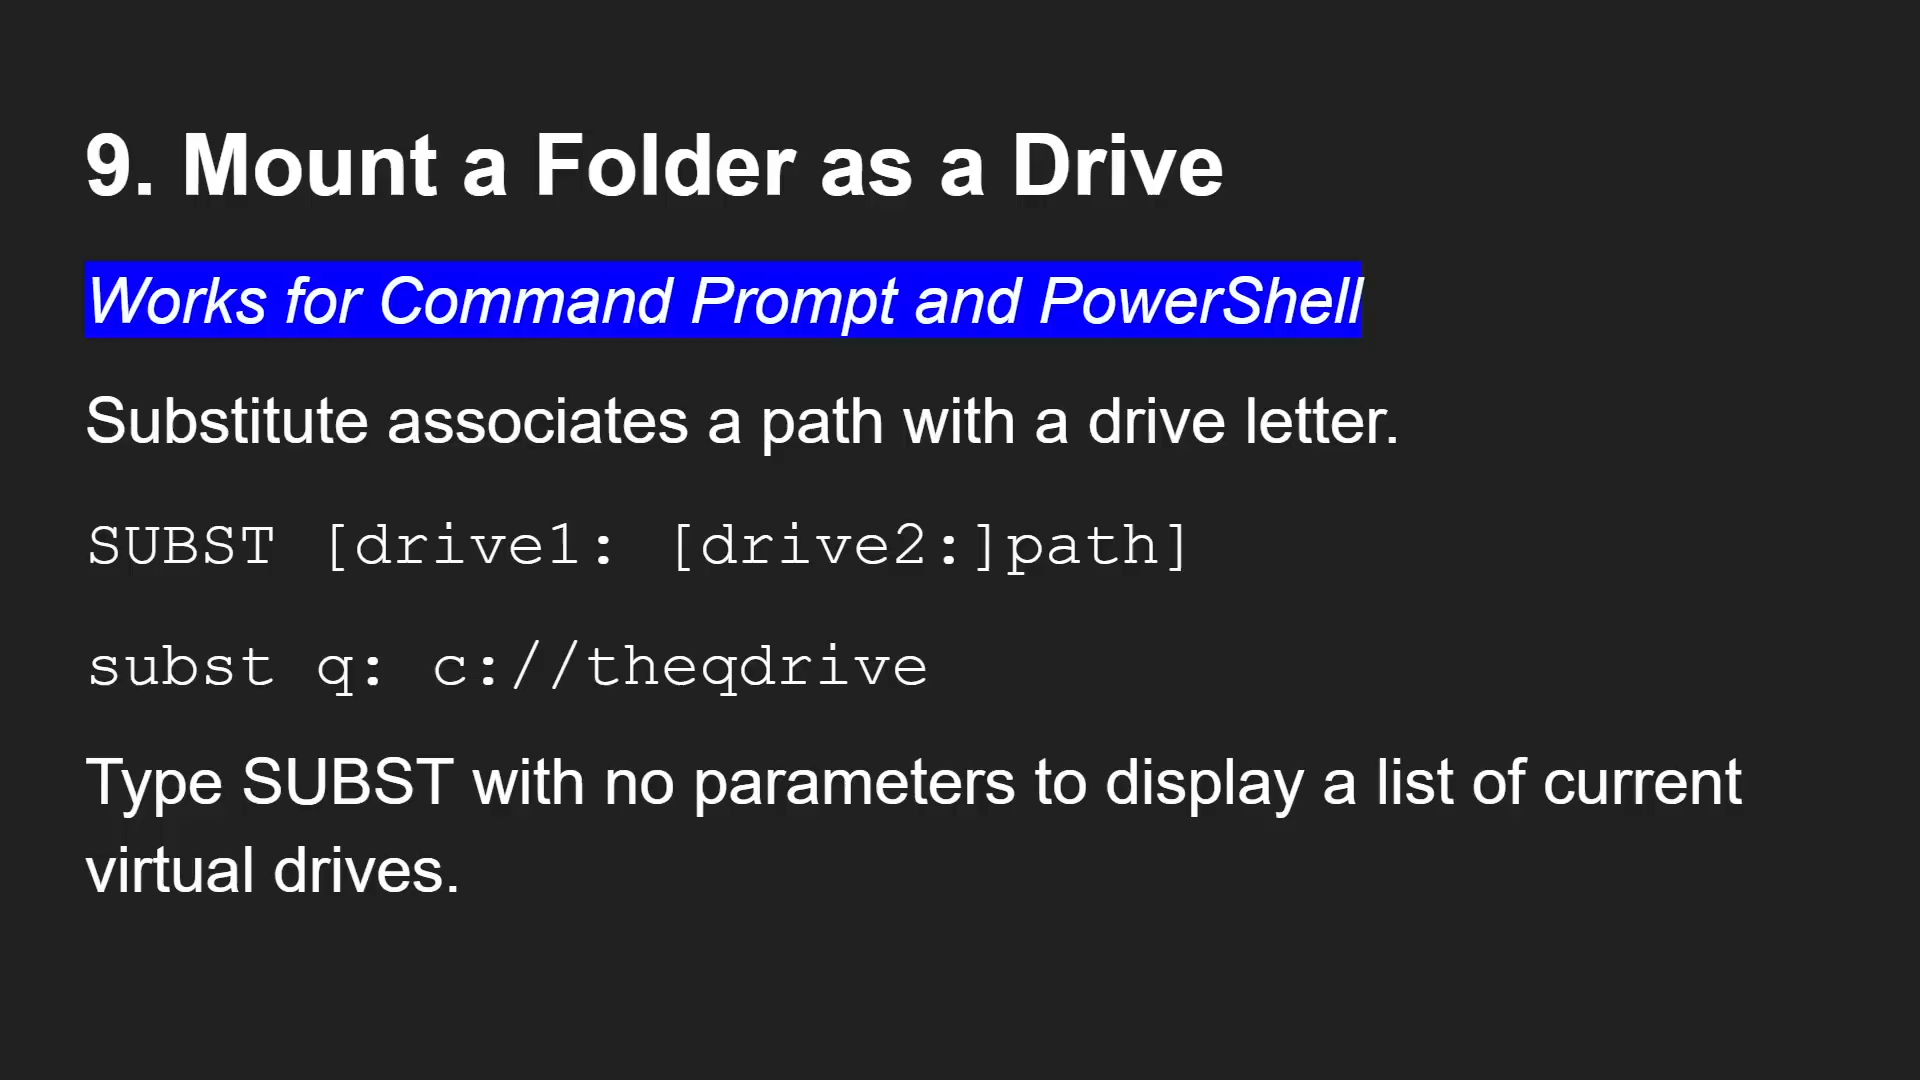 9. Mount a Folder as a Drive
Works for Command Prompt and PowerShell
Substitute associates a path with a drive letter.
SUBST [drive1: [drive2:]path]
subst q: c://theqdrive
Type SUBST with no parameters to display a list of current
virtual drives.